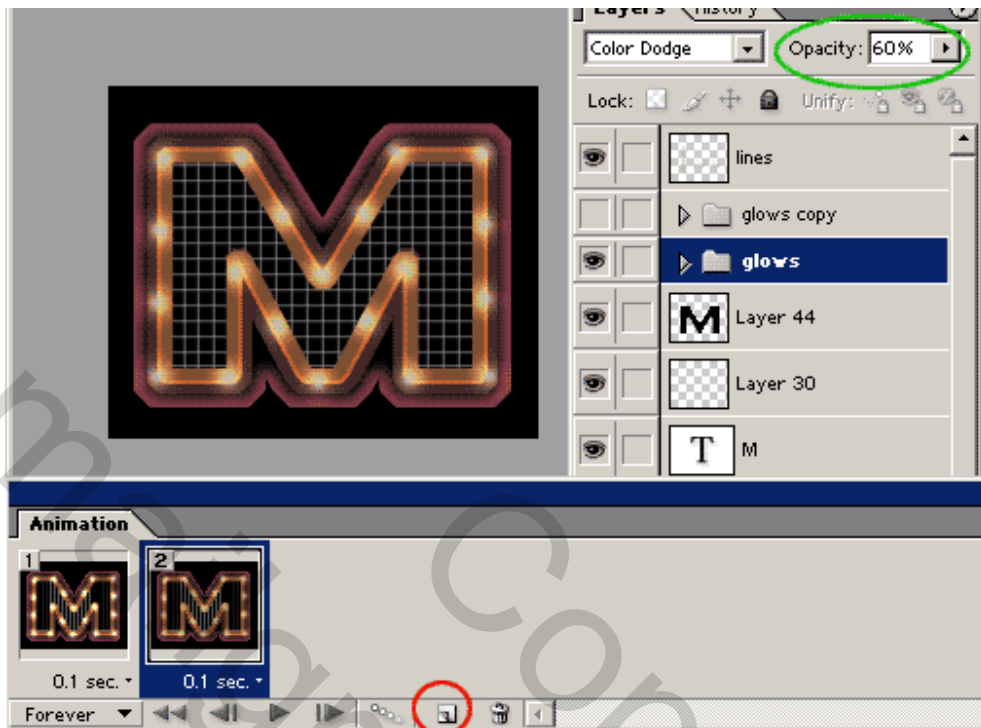 Layers History
Color Dodge Opacity: 60%
Lock: Unify:
lines
glows copy
glows
Layer 44
Layer 30
T M
Animation
1 2
0.1 sec. 0.1 sec.
Forever